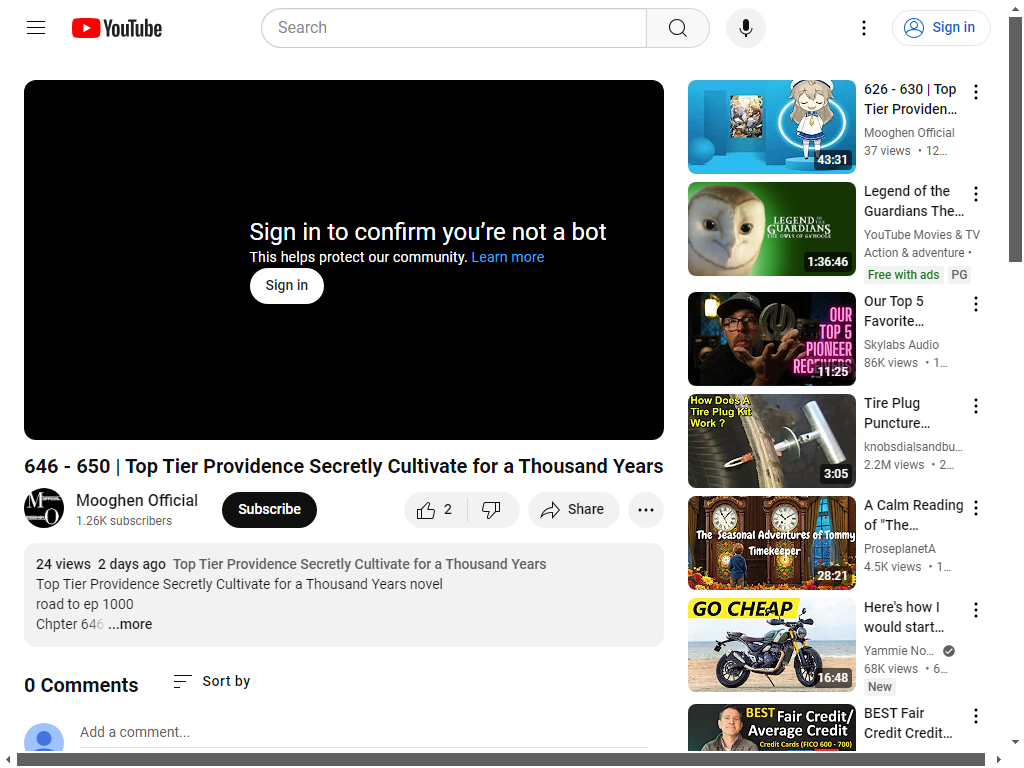 YouTube
Search
Sign in
Sign in to confirm you're not a bot
This helps protect our community. Learn more
Sign in
646 - 650 | Top Tier Providence Secretly Cultivate for a Thousand Years
Mooghen Official
1.26K subscribers
Subscribe
2
Share
24 views 2 days ago Top Tier Providence Secretly Cultivate for a Thousand Years
Top Tier Providence Secretly Cultivate for a Thousand Years novel
road to ep 1000
Chpter 646 ...more
0 Comments
Sort by
Add a comment...
43:31
626 - 630 | Top
Tier Providen...
Mooghen Official
37 views • 12...
LEGEND OF THE
GUARDIANS
THE OWLS OF GA'HOOLE
1:36:46
Legend of the
Guardians The...
YouTube Movies & TV
Action & adventure •
Free with ads PG
OUR
TOP 5
PIONEER
RECEIVERS
11:25
Our Top 5
Favorite...
Skylabs Audio
86K views • 1...
How Does A
Tire Plug Kit
Work ?
3:05
Tire Plug
Puncture...
knobsdialsandbu...
2.2M views • 2...
The Seasonal Adventures of Tommy
Timekeeper
28:21
A Calm Reading
of "The...
ProseplanetA
4.5K views • 1...
GO CHEAP
16:48
Here's how I
would start...
Yammie No...
68K views • 6...
New
BEST Fair Credit/
Average Credit
Credit Cards (FICO 600 - 700)
BEST Fair
Credit Credit...